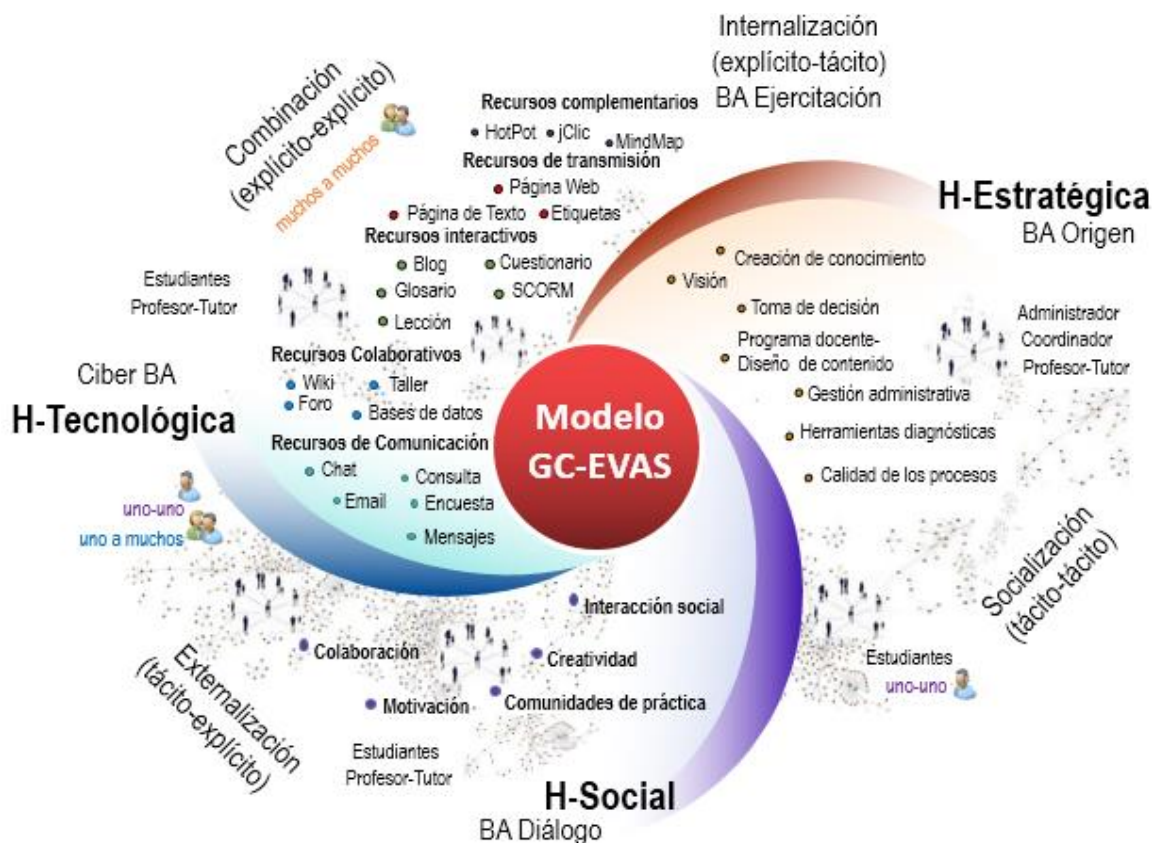 Internalización
(explícito-tácito)
BA Ejercitación
Combinación
(explícito-explícito)
muchos a muchos
Recursos complementarios
HotPot
jClic
MindMap
Recursos de transmisión
Página Web
Página de Texto
Etiquetas
Recursos interactivos
Blog
Cuestionario
Glosario
SCORM
Lección
Estudiantes
Profesor-Tutor
Recursos Colaborativos
Wiki
Taller
Foro
Bases de datos
Ciber BA
H-Tecnológica
Recursos de Comunicación
Chat
Consulta
Email
Encuesta
Mensajes
uno-uno
uno a muchos
Modelo
GC-EVAS
H-Estratégica
BA Origen
Creación de conocimiento
Visión
Toma de decisión
Programa docente-
Diseño de contenido
Gestión administrativa
Herramientas diagnósticas
Calidad de los procesos
Administrador
Coordinador
Profesor-Tutor
Socialización
(tácito-tácito)
Estudiantes
uno-uno
Externalización
(tácito-explícito)
Interacción social
Colaboración
Creatividad
Motivación
Comunidades de práctica
Estudiantes
Profesor-Tutor
H-Social
BA Diálogo